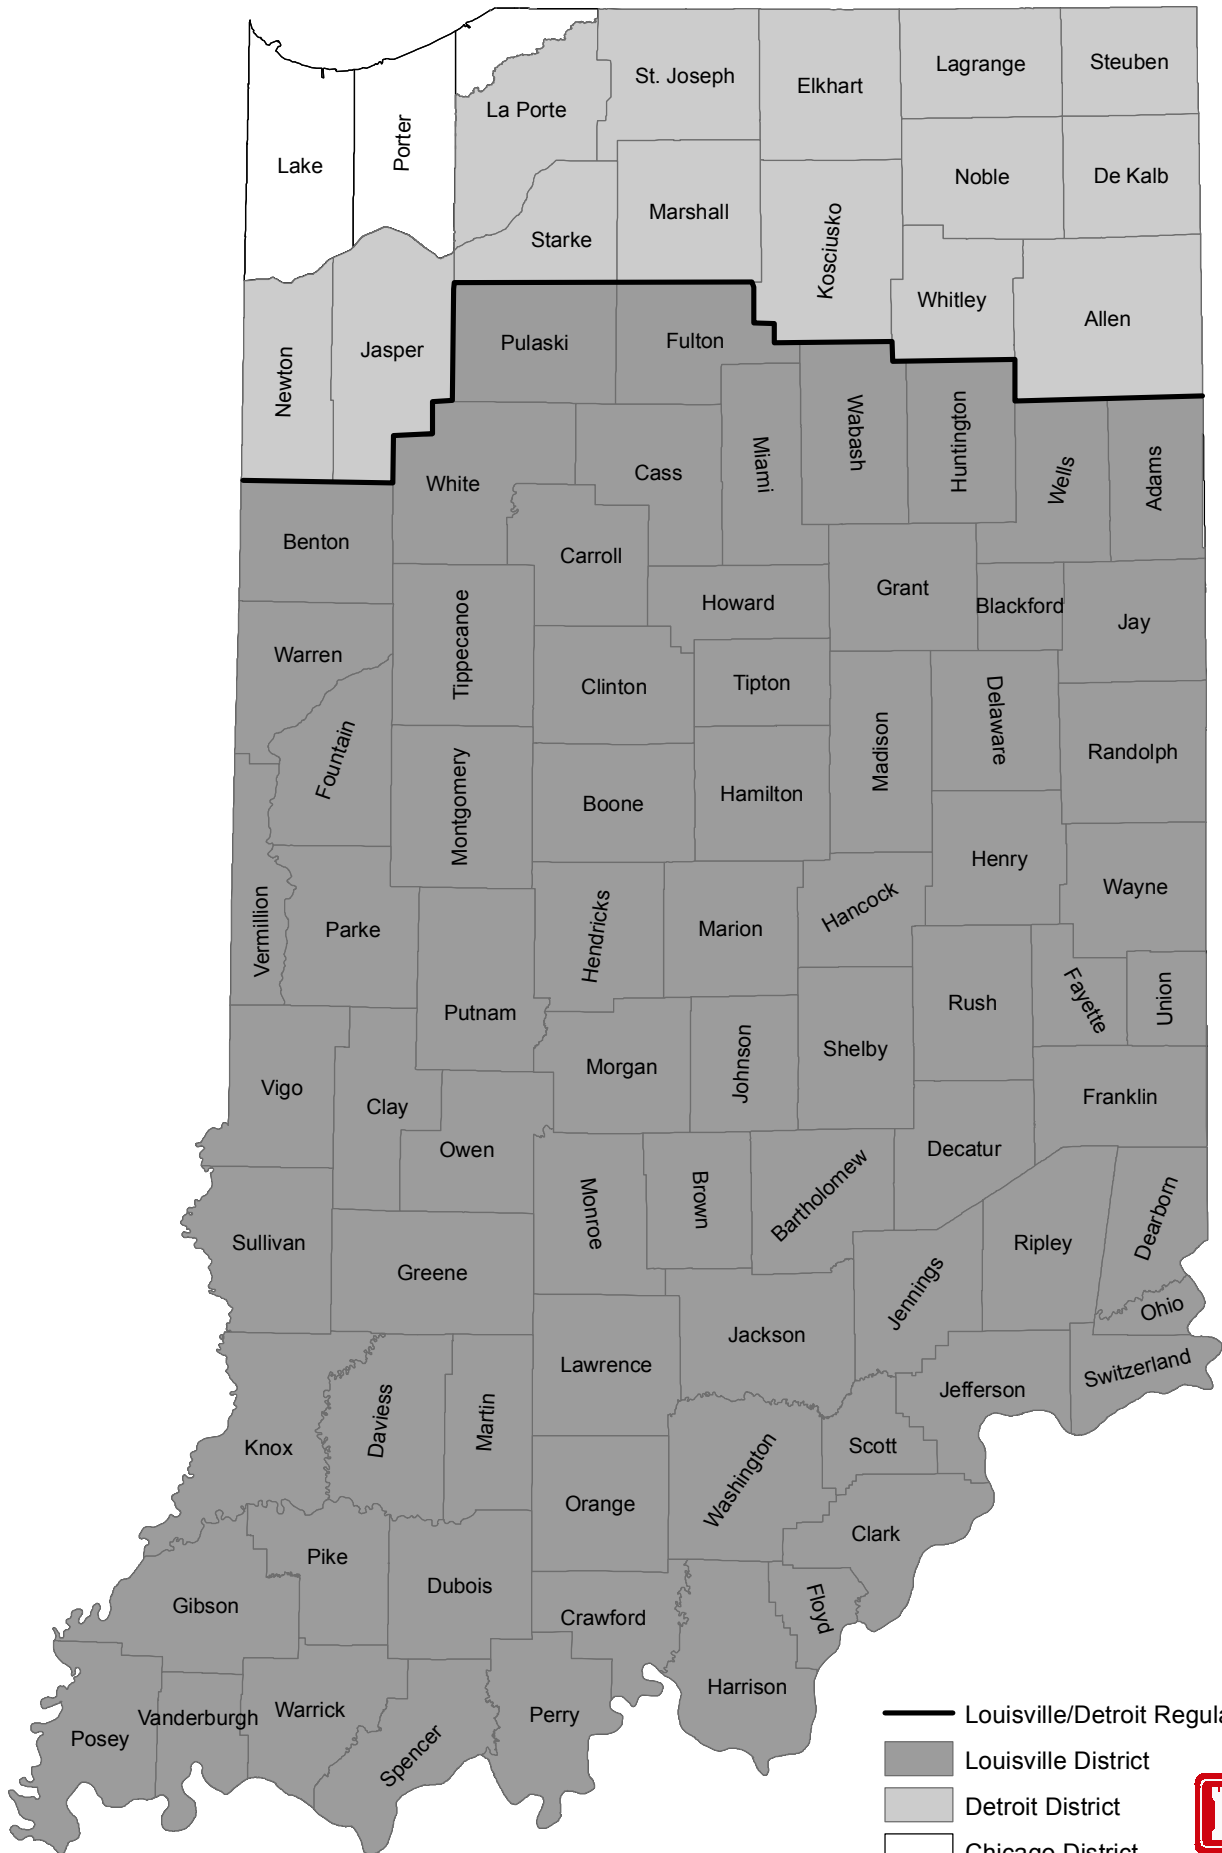 St. Joseph
Elkhart
Lagrange
Steuben
La Porte
Lake
Porter
Noble
De Kalb
Marshall
Starke
Kosciusko
Whitley
Allen
Newton
Jasper
Pulaski
Fulton
Wabash
Huntington
Miami
White
Cass
Wells
Adams
Benton
Carroll
Grant
Howard
Blackford
Jay
Warren
Tippecanoe
Clinton
Tipton
Delaware
Madison
Randolph
Fountain
Montgomery
Boone
Hamilton
Henry
Wayne
Vermillion
Parke
Hendricks
Marion
Hancock
Putnam
Rush
Fayette
Union
Morgan
Johnson
Shelby
Vigo
Clay
Franklin
Owen
Decatur
Monroe
Brown
Bartholomew
Dearborn
Sullivan
Greene
Ripley
Jennings
Ohio
Jackson
Lawrence
Switzerland
Jefferson
Daviess
Martin
Knox
Scott
Washington
Orange
Clark
Pike
Dubois
Gibson
Crawford
Floyd
Harrison
Vanderburgh
Warrick
Perry
Posey
Spencer
Louisville/Detroit Regula
Louisville District
Detroit District
Chicago District